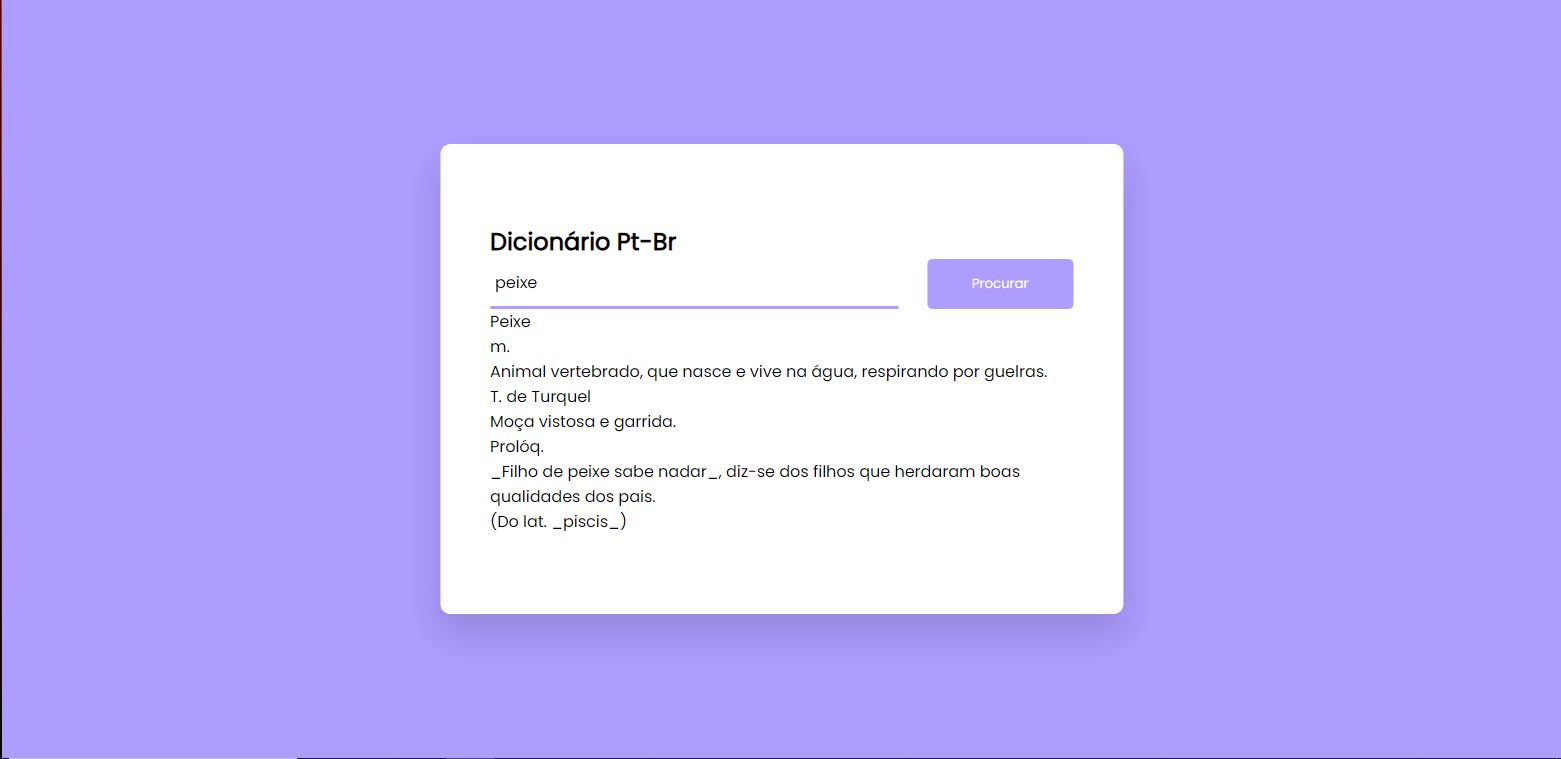 Dicionário Pt-Br
peixe
Procurar
Peixe
m.
Animal vertebrado, que nasce e vive na água, respirando por guelras.
T. de Turquel
Moça vistosa e garrida.
Prolóq.
_Filho de peixe sabe nadar_, diz-se dos filhos que herdaram boas
qualidades dos pais.
(Do lat. _piscis_)